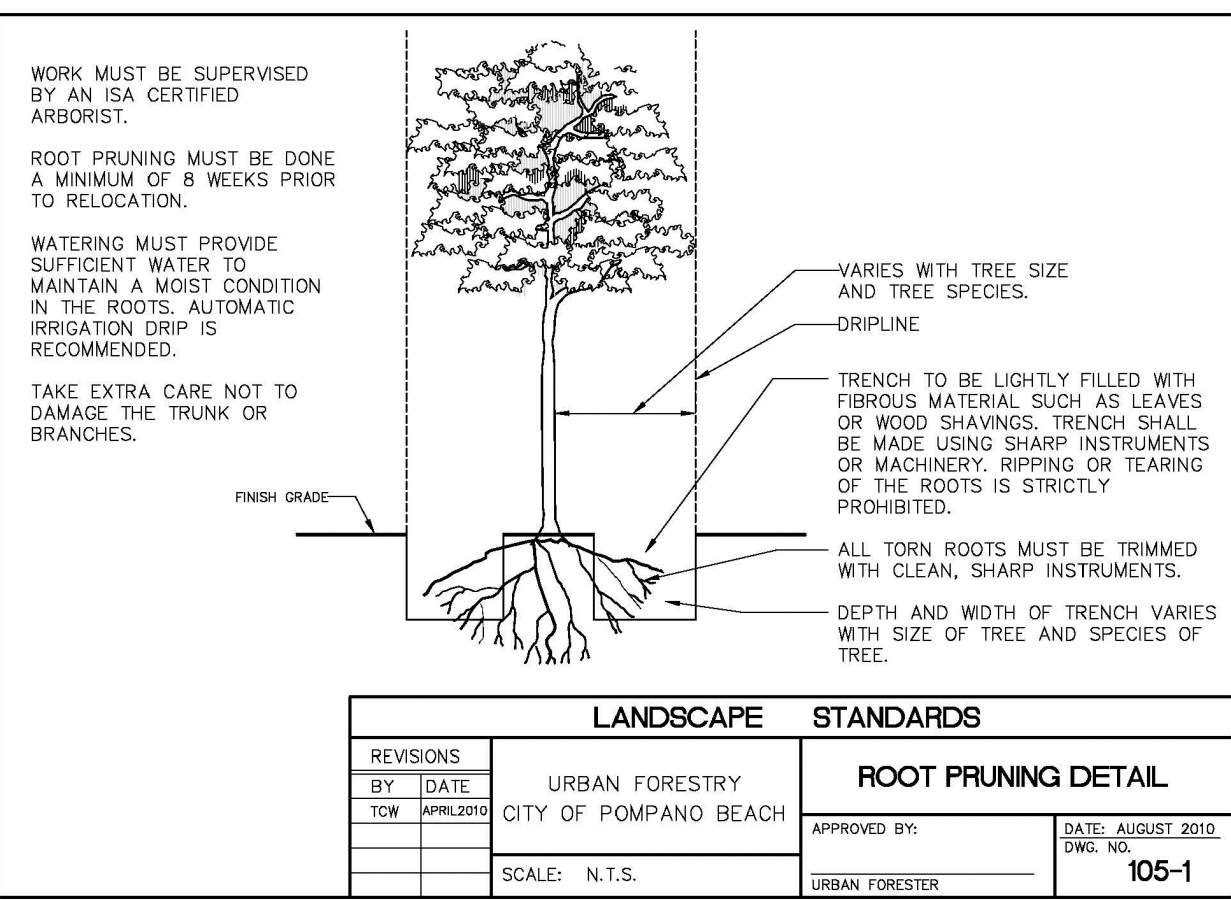 WORK MUST BE SUPERVISED
BY AN ISA CERTIFIED
ARBORIST.
ROOT PRUNING MUST BE DONE
A MINIMUM OF 8 WEEKS PRIOR
TO RELOCATION.
WATERING MUST PROVIDE
SUFFICIENT WATER TO
MAINTAIN A MOIST CONDITION
IN THE ROOTS. AUTOMATIC
IRRIGATION DRIP IS
RECOMMENDED.
TAKE EXTRA CARE NOT TO
DAMAGE THE TRUNK OR
BRANCHES.
FINISH GRADE
VARIES WITH TREE SIZE
AND TREE SPECIES.
DRIPLINE
TRENCH TO BE LIGHTLY FILLED WITH
FIBROUS MATERIAL SUCH AS LEAVES
OR WOOD SHAVINGS. TRENCH SHALL
BE MADE USING SHARP INSTRUMENTS
OR MACHINERY. RIPPING OR TEARING
OF THE ROOTS IS STRICTLY
PROHIBITED.
ALL TORN ROOTS MUST BE TRIMMED
WITH CLEAN, SHARP INSTRUMENTS.
DEPTH AND WIDTH OF TRENCH VARIES
WITH SIZE OF TREE AND SPECIES OF
TREE.
LANDSCAPE STANDARDS
REVISIONS
BY DATE
TCW APRIL2010
URBAN FORESTRY
CITY OF POMPANO BEACH
SCALE: N.T.S.
ROOT PRUNING DETAIL
APPROVED BY:
URBAN FORESTER
DATE: AUGUST 2010
DWG. NO.
105-1